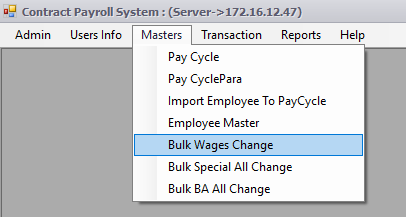 Contract Payroll System : (Server->172.16.12.47)
Admin Users Info Masters Transaction Reports Help
Pay Cycle
Pay CyclePara
Import Employee To PayCycle
Employee Master
Bulk Wages Change
Bulk Special All Change
Bulk BA All Change